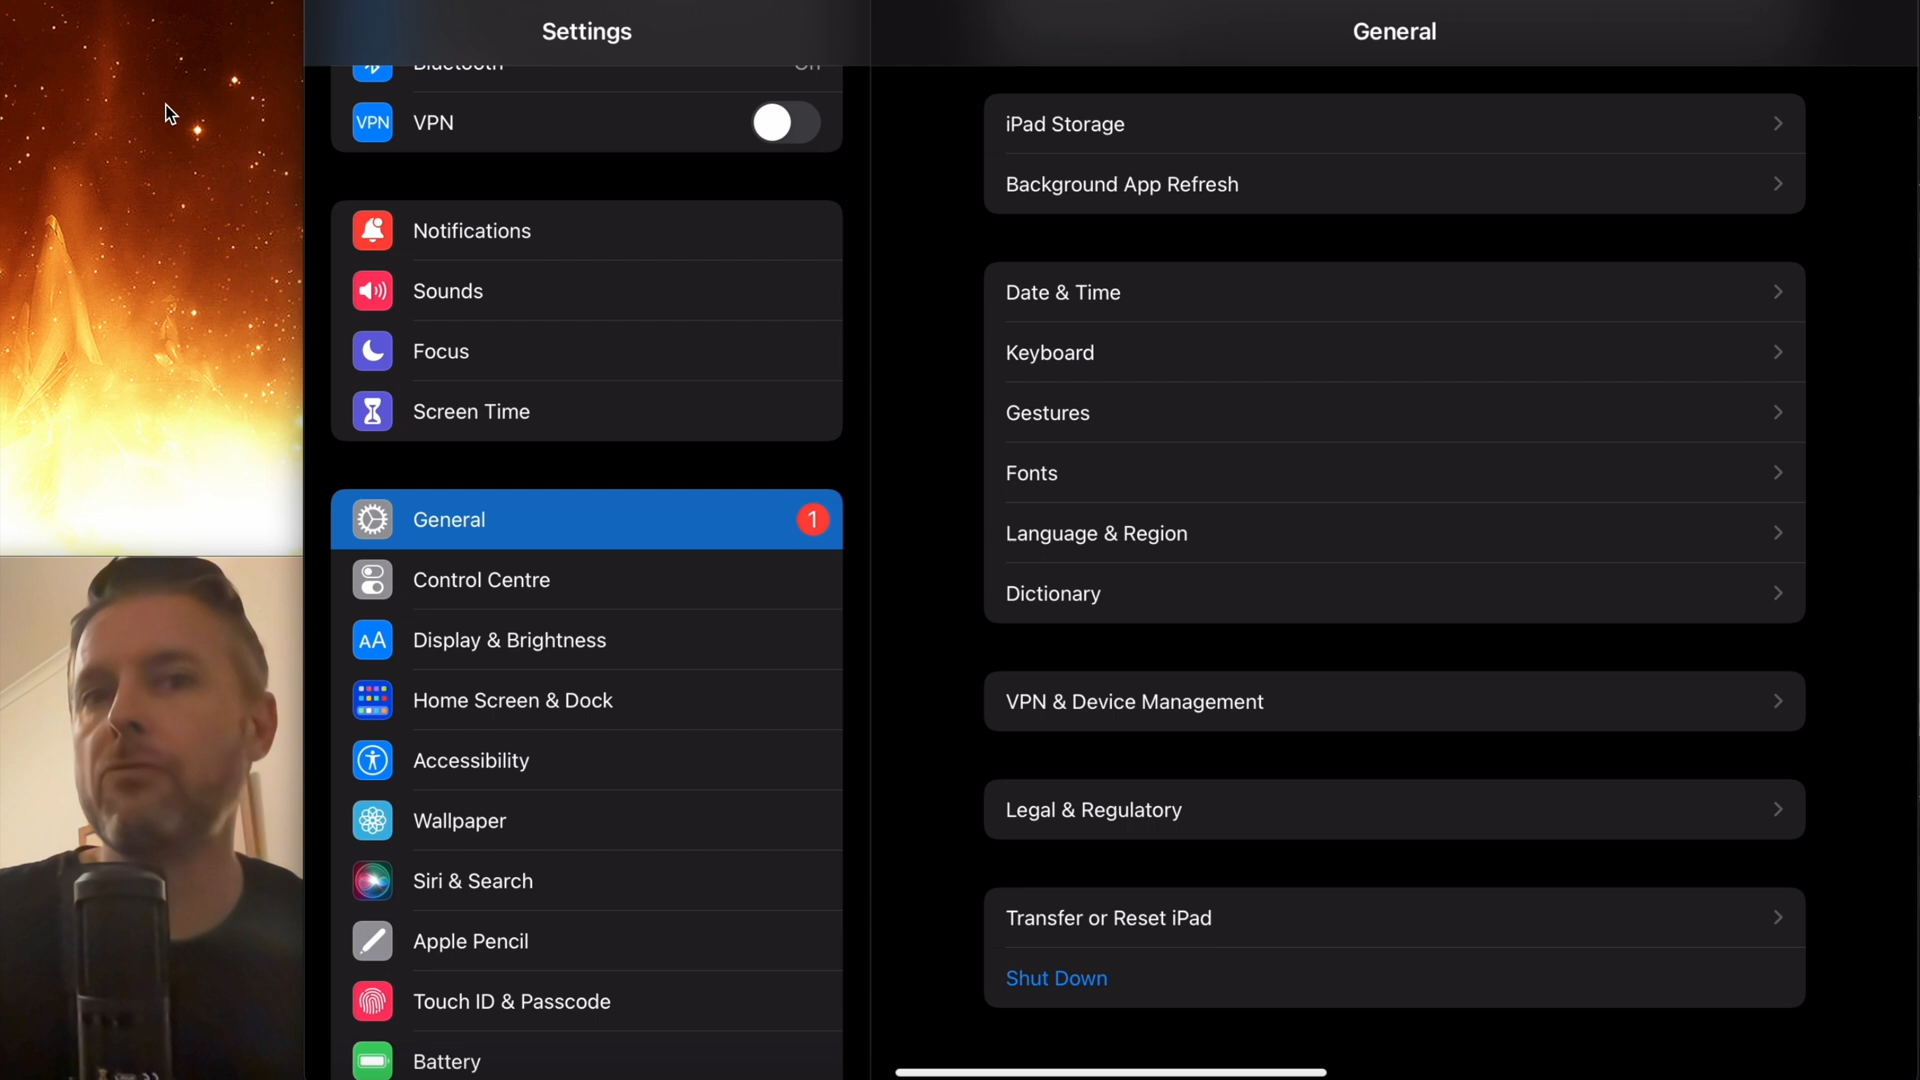 Settings
Bluetooth
On
VPN
VPN
Notifications
Sounds
Focus
Screen Time
General
1
Control Centre
AA
Display & Brightness
Home Screen & Dock
Accessibility
Wallpaper
Siri & Search
Apple Pencil
Touch ID & Passcode
Battery
General
iPad Storage
Background App Refresh
Date & Time
Keyboard
Gestures
Fonts
Language & Region
Dictionary
VPN & Device Management
Legal & Regulatory
Transfer or Reset iPad
Shut Down